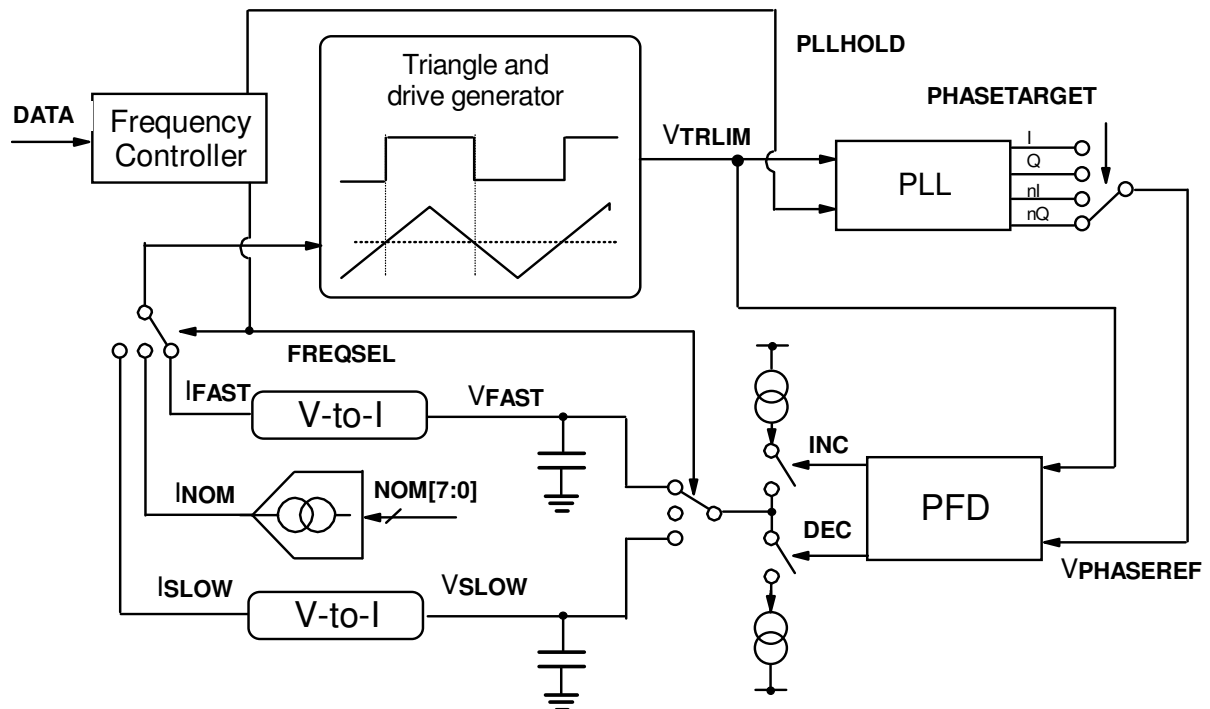 PLLHOLD
Triangle and
drive generator
DATA
Frequency
Controller
VTRLIM
PHASETARGET
PLL
I
Q
nI
nQ
FREQSEL
IFAST
V-to-I
VFAST
INOM
NOM[7:0]
INC
DEC
PFD
ISLOW
V-to-I
VSLOW
VPHASEREF